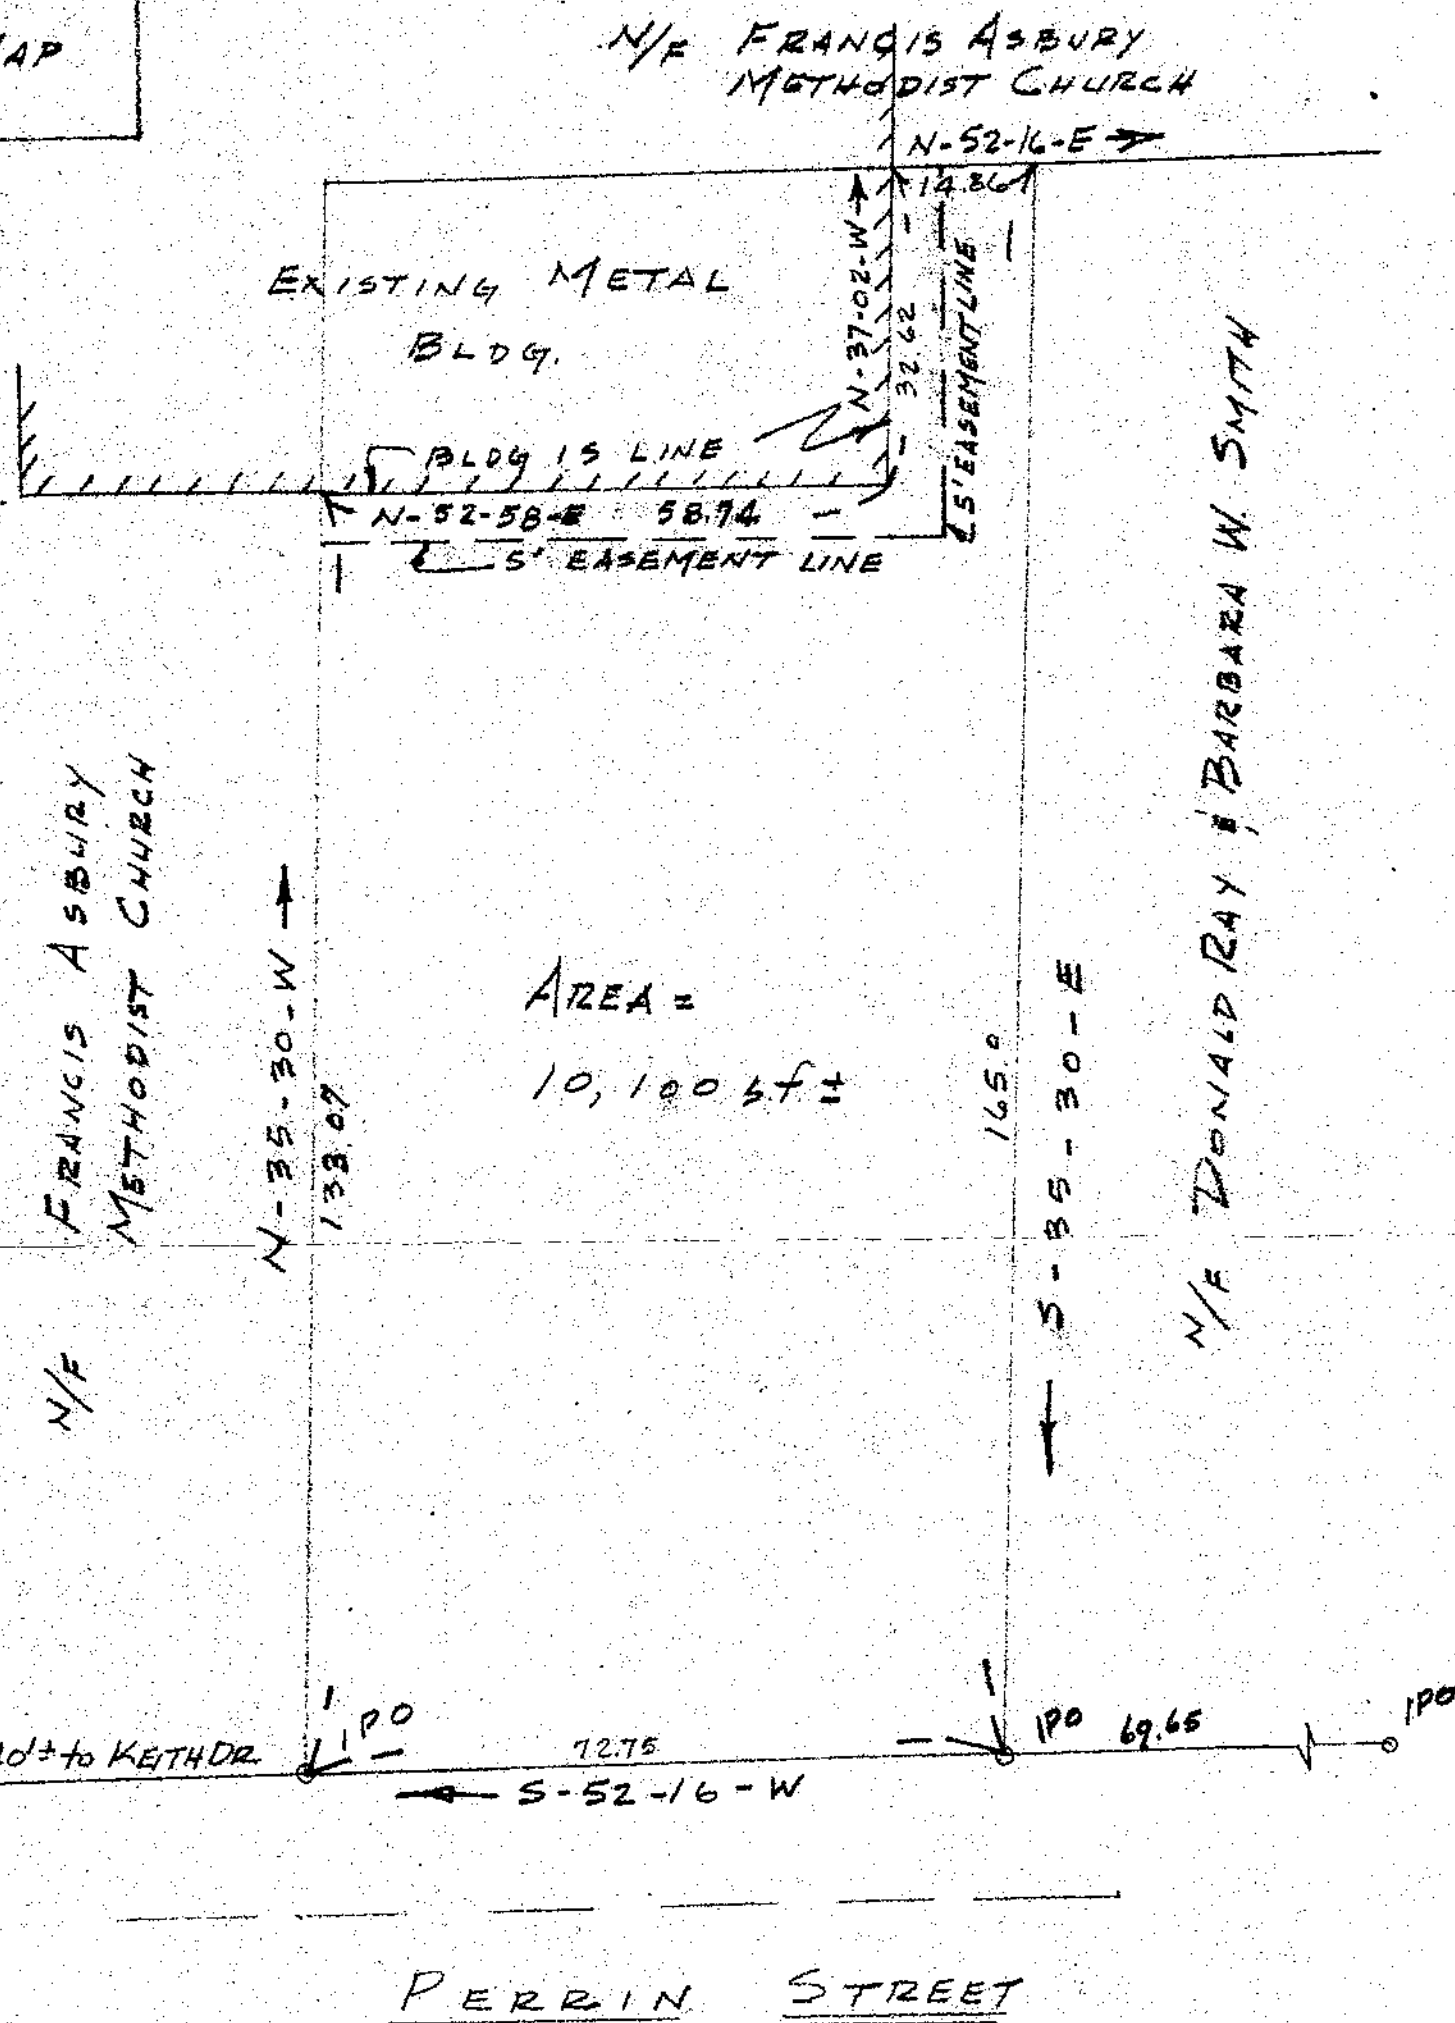 N/F FRANCIS ASBURY
METHODIST CHURCH
N-52-16-E
14.86
N-37-02-W
32.62
5' EASEMENT LINE
EXISTING METAL
BLDG.
BLDG IS LINE
N-52-58-E 58.74
5' EASEMENT LINE
N/F DONALD RAY & BARBARA W. SMITH
N/F FRANCIS ASBURY
METHODIST CHURCH
N-35-30-W
133.07
AREA =
10,100 sf ±
165.0
S-35-30-E
to KEITH DR
IPO
72.75
IPO
69.65
IPO
S-52-16-W
PERRIN STREET